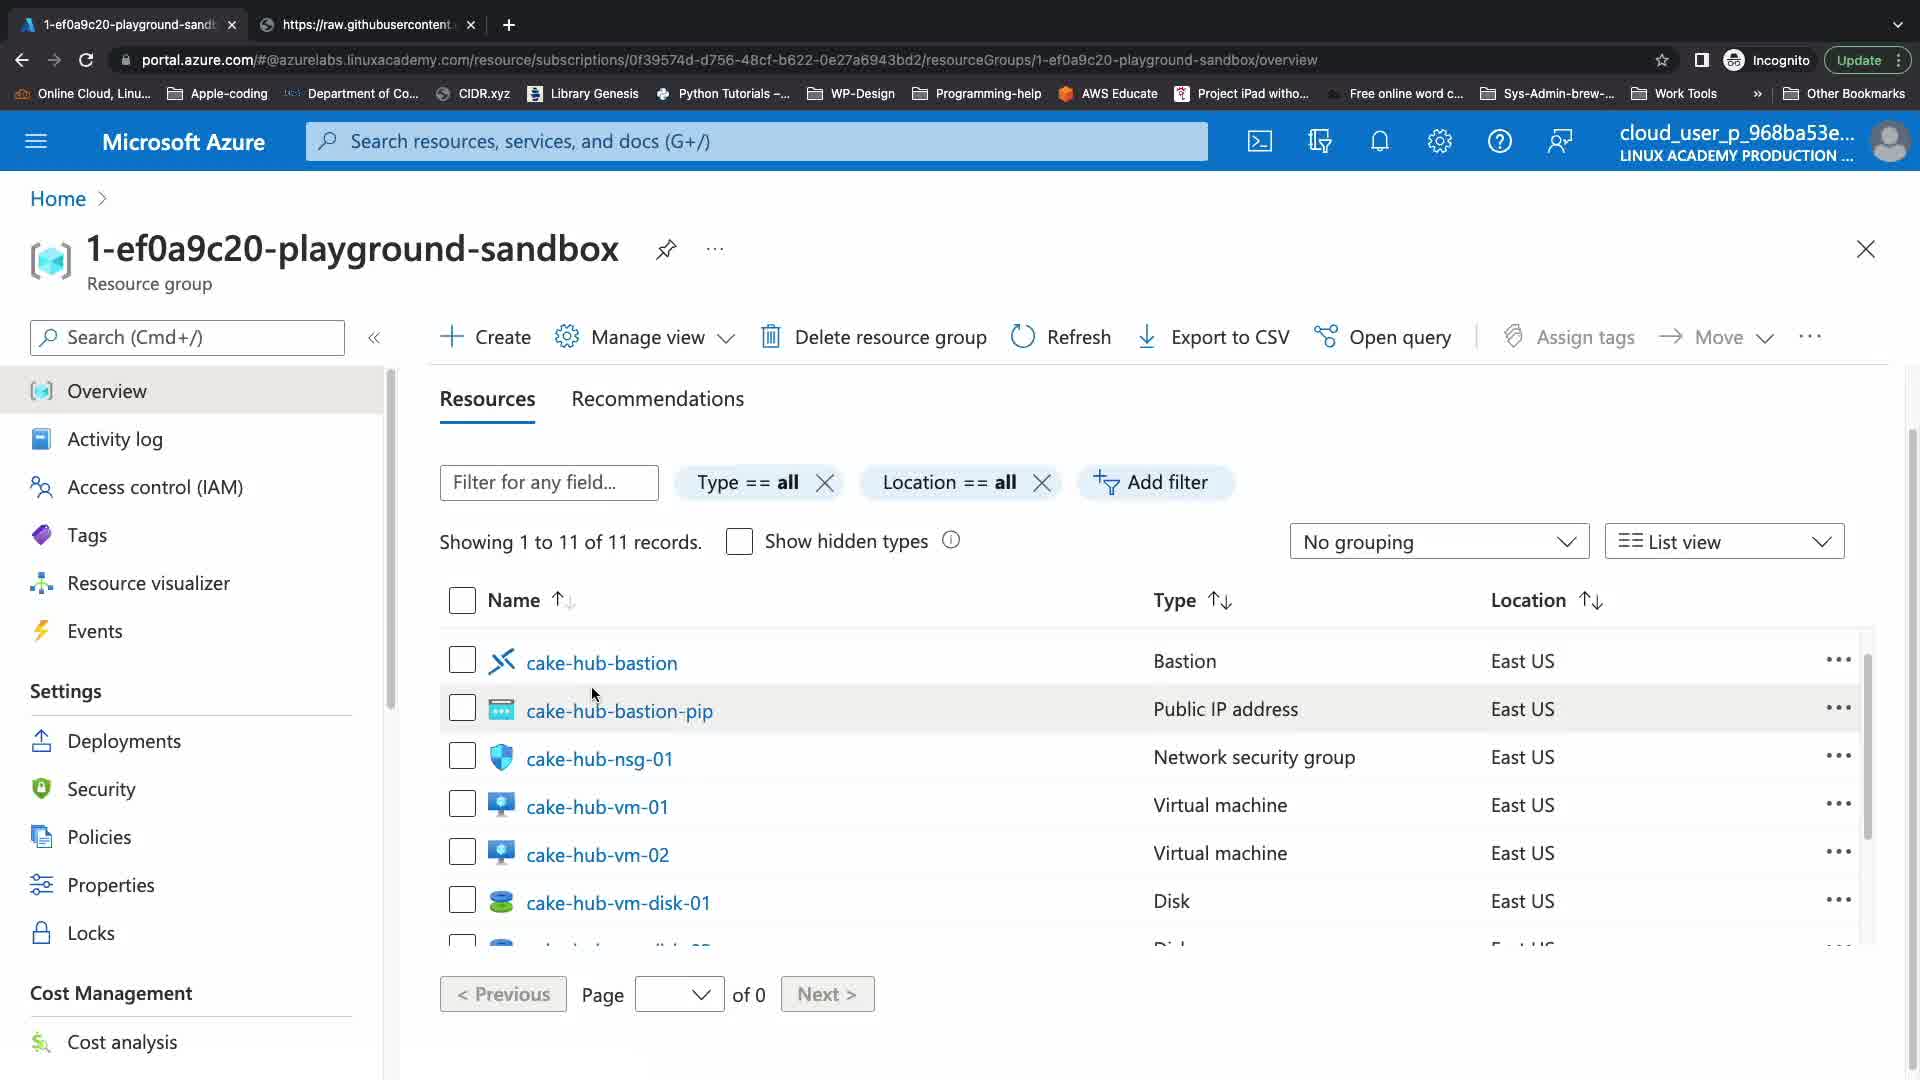 1-ef0a9c20-playground-sandb
https://raw.githubusercontent
portal.azure.com/#@azurelabs.linuxacademy.com/resource/subscriptions/0f39574d-d756-48cf-b622-0e27a6943bd2/resourceGroups/1-ef0a9c20-playground-sandbox/overview
Incognito
Update
Online Cloud, Linu...
Apple-coding
Department of Co...
CIDR.xyz
Library Genesis
Python Tutorials –...
WP-Design
Programming-help
AWS Educate
Project iPad witho...
Free online word c...
Sys-Admin-brew-...
Work Tools
»
Other Bookmarks
Microsoft Azure
Search resources, services, and docs (G+/)
cloud_user_p_968ba53e...
LINUX ACADEMY PRODUCTION ...
Home
1-ef0a9c20-playground-sandbox
Resource group
Search (Cmd+/)
«
Create
Manage view
Delete resource group
Refresh
Export to CSV
Open query
Assign tags
Move
Overview
Activity log
Access control (IAM)
Tags
Resource visualizer
Events
Settings
Deployments
Security
Policies
Properties
Locks
Cost Management
Cost analysis
Resources
Recommendations
Filter for any field...
Type == all
Location == all
Add filter
Showing 1 to 11 of 11 records.
Show hidden types
No grouping
List view
Name
Type
Location
cake-hub-bastion Bastion East US
cake-hub-bastion-pip Public IP address East US
cake-hub-nsg-01 Network security group East US
cake-hub-vm-01 Virtual machine East US
cake-hub-vm-02 Virtual machine East US
cake-hub-vm-disk-01 Disk East US
< Previous
Page
of 0
Next >